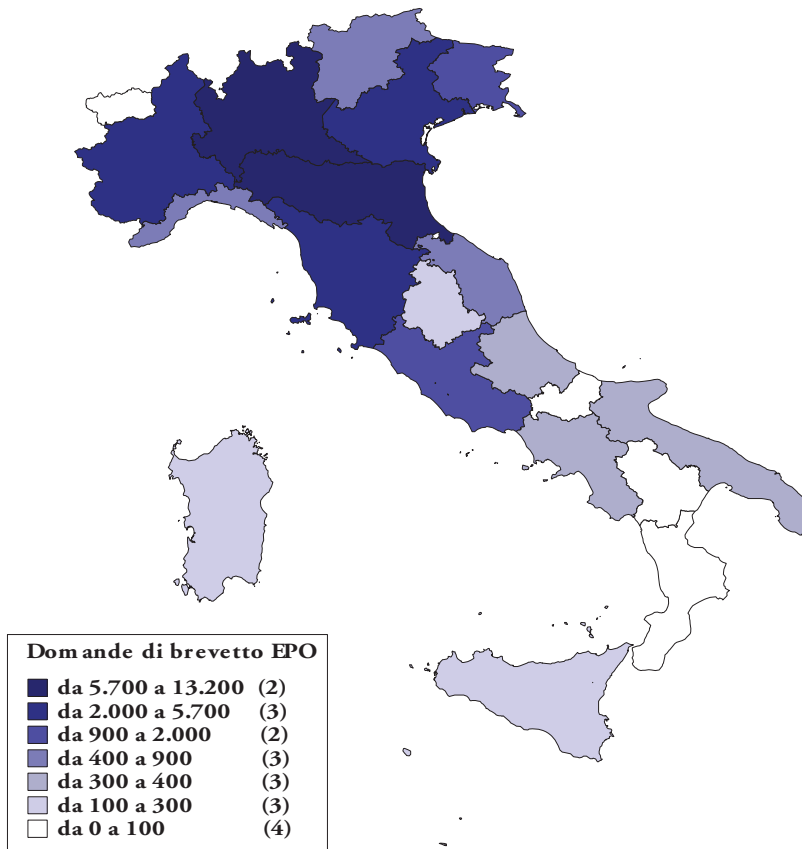 Domande di brevetto EPO
da 5.700 a 13.200 (2)
da 2.000 a 5.700 (3)
da 900 a 2.000 (2)
da 400 a 900 (3)
da 300 a 400 (3)
da 100 a 300 (3)
da 0 a 100 (4)